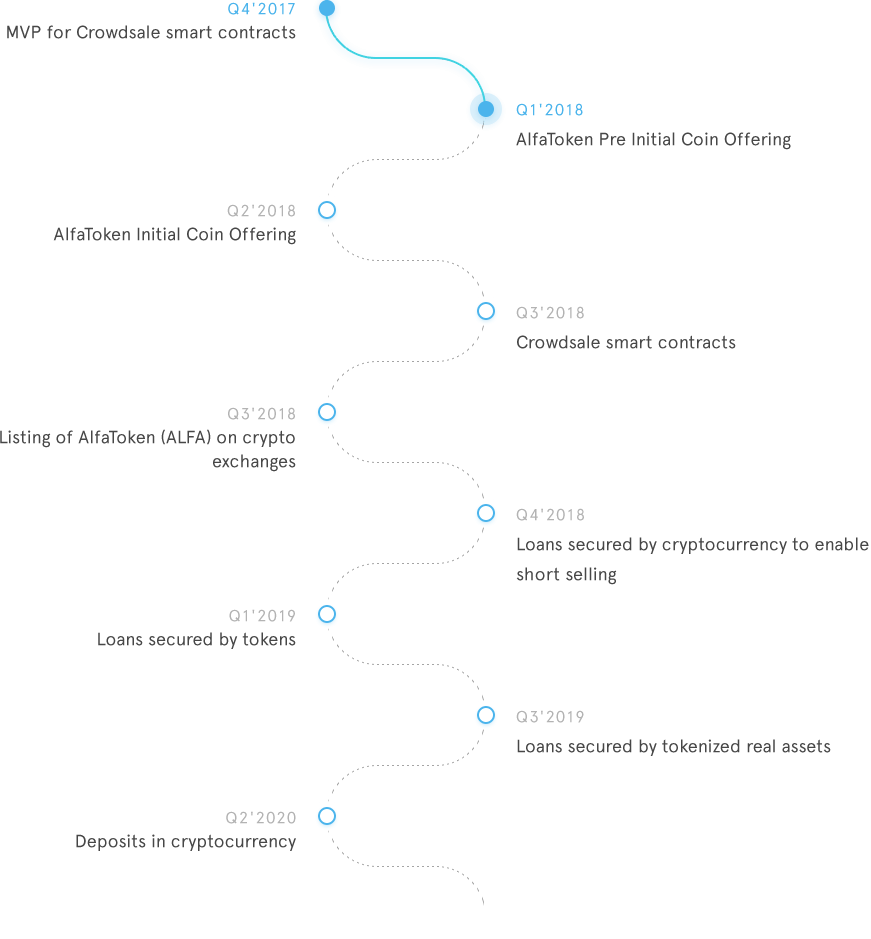 Q4'2017
MVP for Crowdsale smart contracts
Q1'2018
AlfaToken Pre Initial Coin Offering
Q2'2018
AlfaToken Initial Coin Offering
Q3'2018
Crowdsale smart contracts
Q3'2018
Listing of AlfaToken (ALFA) on crypto
exchanges
Q4'2018
Loans secured by cryptocurrency to enable
short selling
Q1'2019
Loans secured by tokens
Q3'2019
Loans secured by tokenized real assets
Q2'2020
Deposits in cryptocurrency